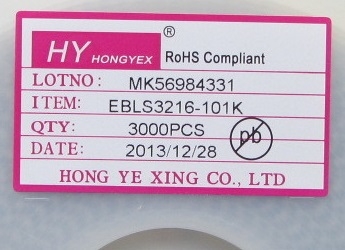 HY HONGYEX ® RoHS Compliant
LOTNO: MK56984331
ITEM: EBLS3216-101K
QTY: 3000PCS
DATE: 2013/12/28
pb
HONG YE XING CO., LTD